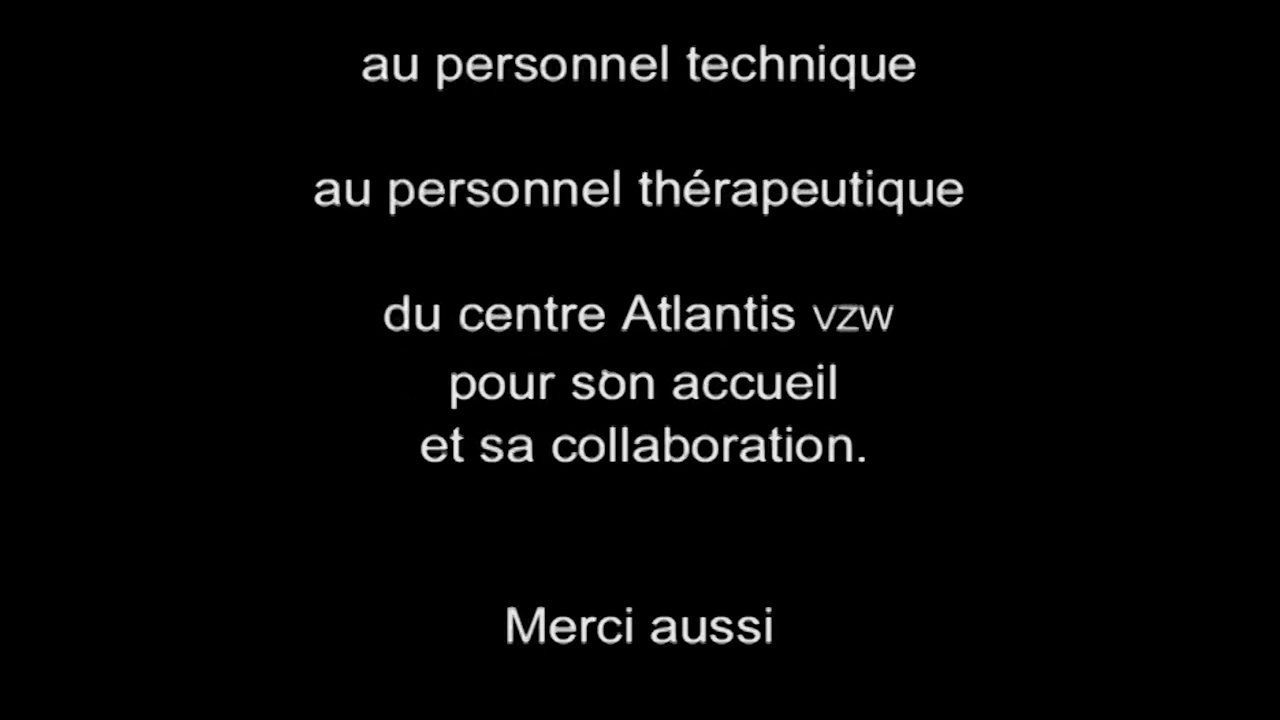 au personnel technique
au personnel thérapeutique
du centre Atlantis vzw
pour son accueil
et sa collaboration.
Merci aussi